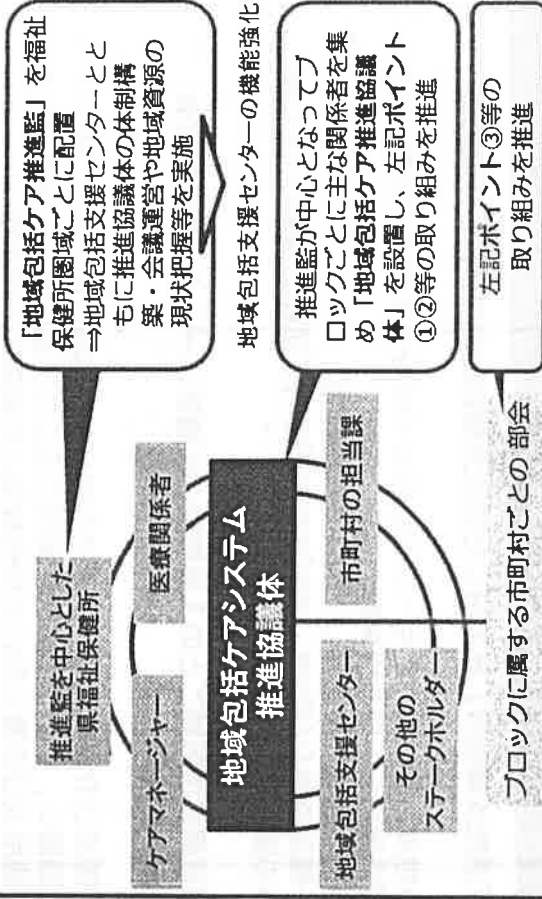 推進監を中心とした
県福祉保健所
ケアマネージャー
医療関係者
地域包括ケアシステム
推進協議体
地域包括支援センター
市町村の担当課
その他の
ステークホルダー
ブロックに属する市町村ごとの 部会
「地域包括ケア推進監」を福祉
保健所圏域ごとに配置
⇒地域包括支援センターとと
もに推進協議体の体制構
築・会議運営や地域資源の
現状把握等を実施
地域包括支援センターの機能強化
推進監が中心となってブ
ロックごとに主な関係者を集
め「地域包括ケア推進協議
体」を設置し、左記ポイント
①②等の取り組みを推進
左記ポイント③等の
取り組みを推進